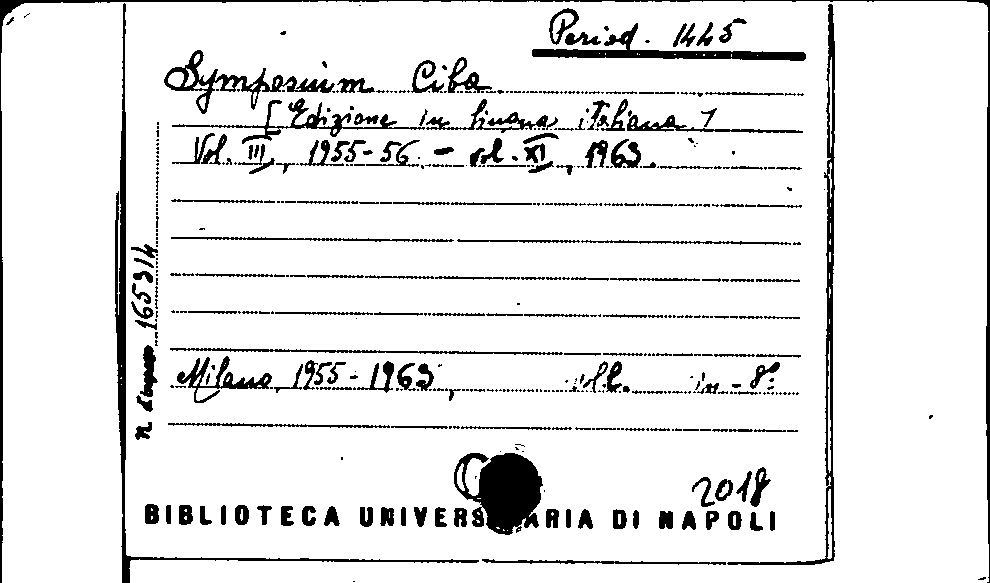 Period. 1445
Symposium Ciba
[Edizione in lingua italiana]
Vol. III, 1955-56 - vol. XI, 1963.
n. d'ingresso 165314
Milano, 1955-1963, voll. in-8°
2018
BIBLIOTECA UNIVERS ARIA DI NAPOLI